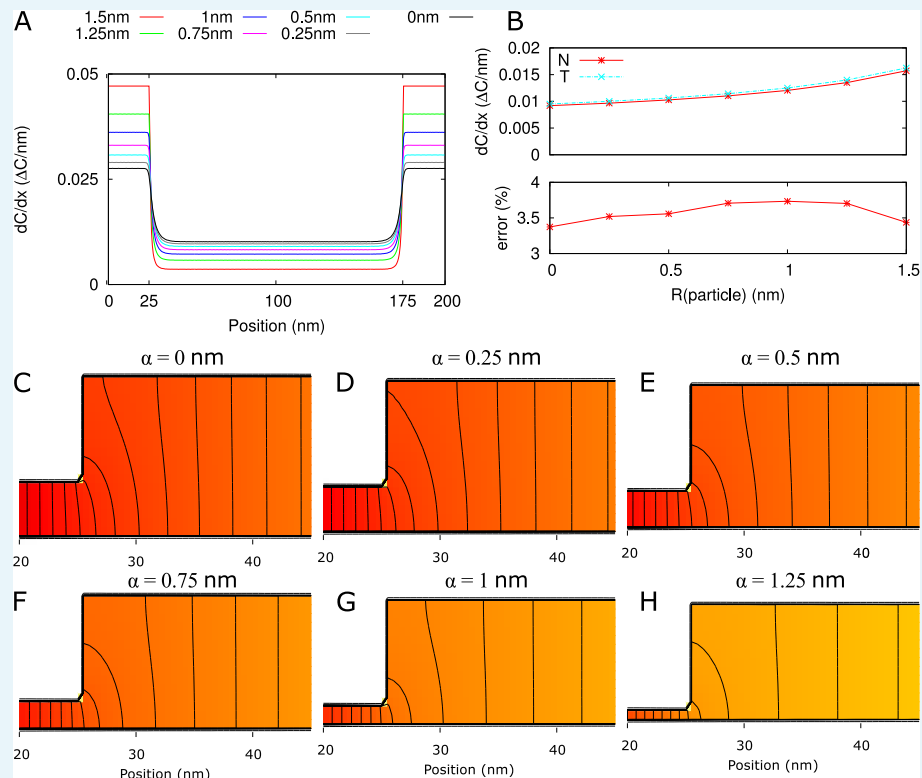 A
1.5nm 1nm 0.5nm 0nm
1.25nm 0.75nm 0.25nm
0.05
0.025
0
dC/dx (ΔC/nm)
0 25 100 175 200
Position (nm)
B
N
T
0.02
0.015
0.01
0.005
0
dC/dx (ΔC/nm)
4
3.5
3
error (%)
0 0.5 1 1.5
R(particle) (nm)
C
α = 0 nm
20 30 40
D
α = 0.25 nm
20 30 40
E
α = 0.5 nm
20 30 40
F
α = 0.75 nm
20 30 40
Position (nm)
G
α = 1 nm
20 30 40
Position (nm)
H
α = 1.25 nm
20 30 40
Position (nm)